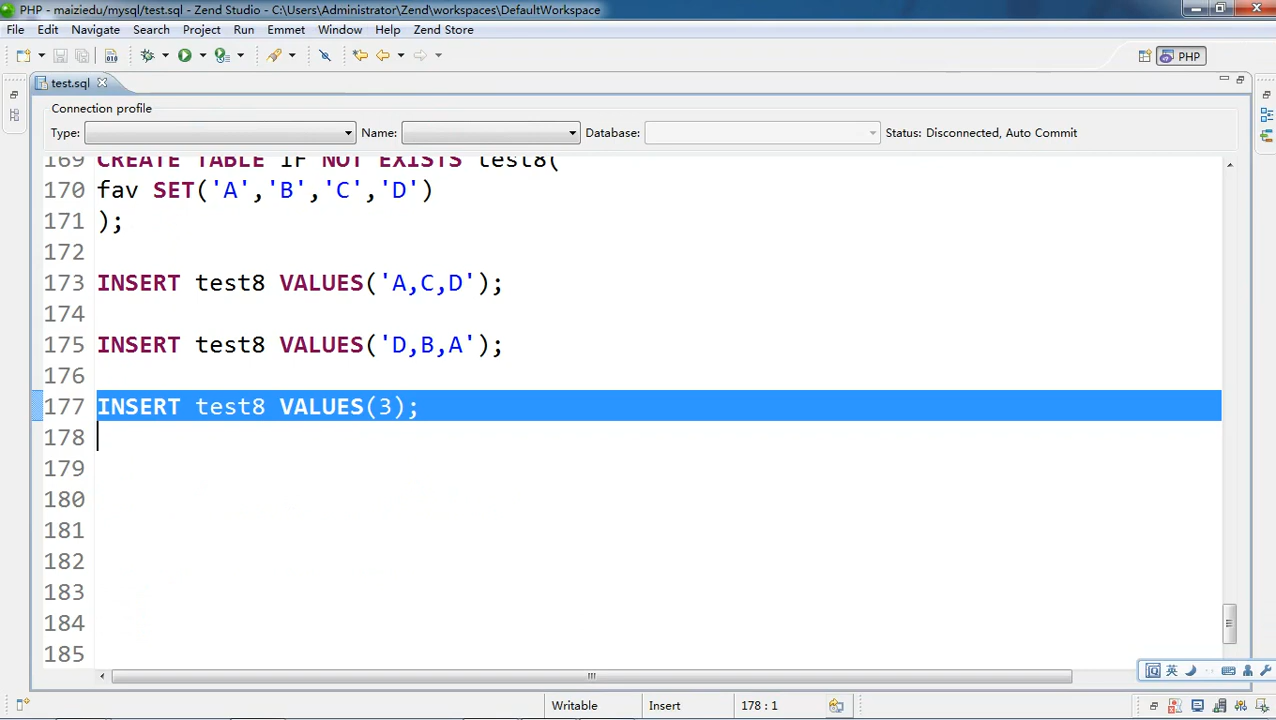 PHP - maiziedu/mysql/test.sql - Zend Studio - C:\Users\Administrator\Zend\workspaces\DefaultWorkspace
File Edit Navigate Search Project Run Emmet Window Help Zend Store
PHP
test.sql
Connection profile
Type: Name: Database: Status: Disconnected, Auto Commit
169 CREATE TABLE IF NOT EXISTS test8(
170 fav SET('A','B','C','D')
171 );
172
173 INSERT test8 VALUES('A,C,D');
174
175 INSERT test8 VALUES('D,B,A');
176
177 INSERT test8 VALUES(3);
178
179
180
181
182
183
184
185
英
Writable Insert 178 : 1